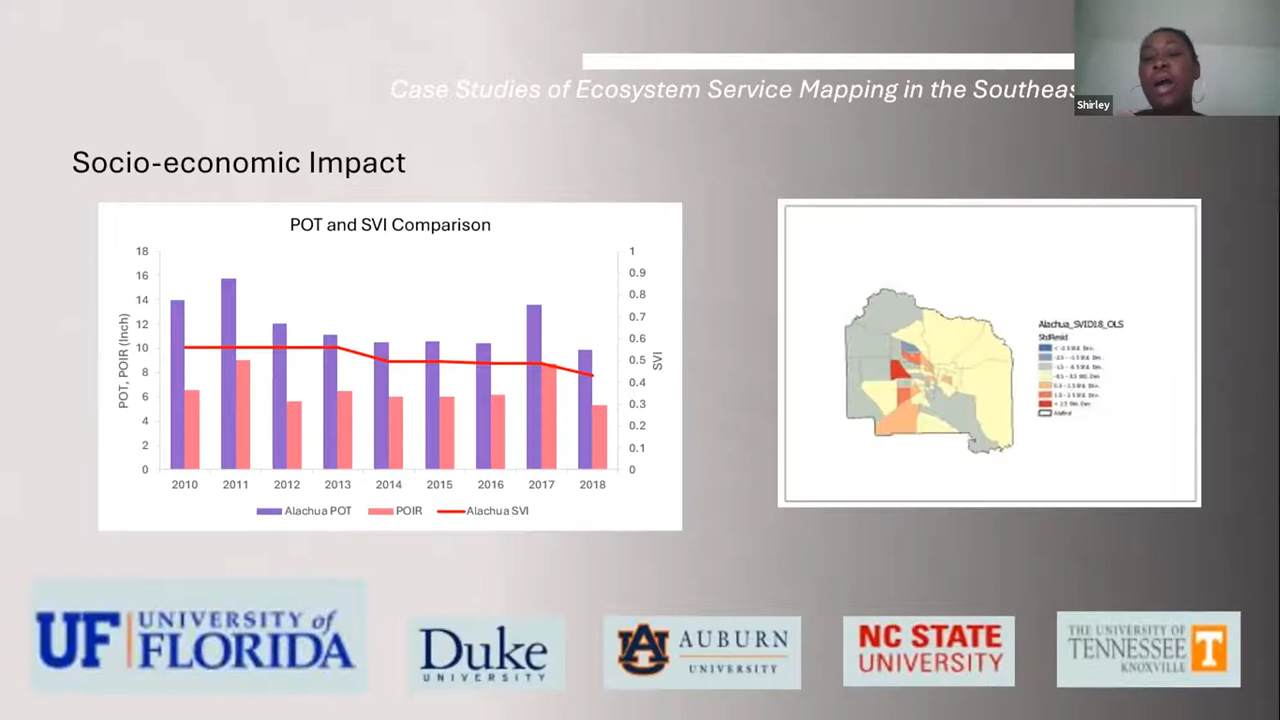 Case Studies of Ecosystem Service Mapping in the Southeas
Shirley
Socio-economic Impact
POT and SVI Comparison
POT, POIR (Inch)
18
16
14
12
10
8
6
4
2
0
1
0.9
0.8
0.7
0.6
0.5
0.4
0.3
0.2
0.1
0
SVI
2010 2011 2012 2013 2014 2015 2016 2017 2018
Alachua POT POIR Alachua SVI
Alachua_SVID18_OLS
StdResid
UF UNIVERSITY of
FLORIDA
Duke
UNIVERSITY
AUBURN
UNIVERSITY
NC STATE
UNIVERSITY
THE UNIVERSITY OF
TENNESSEE
KNOXVILLE
T